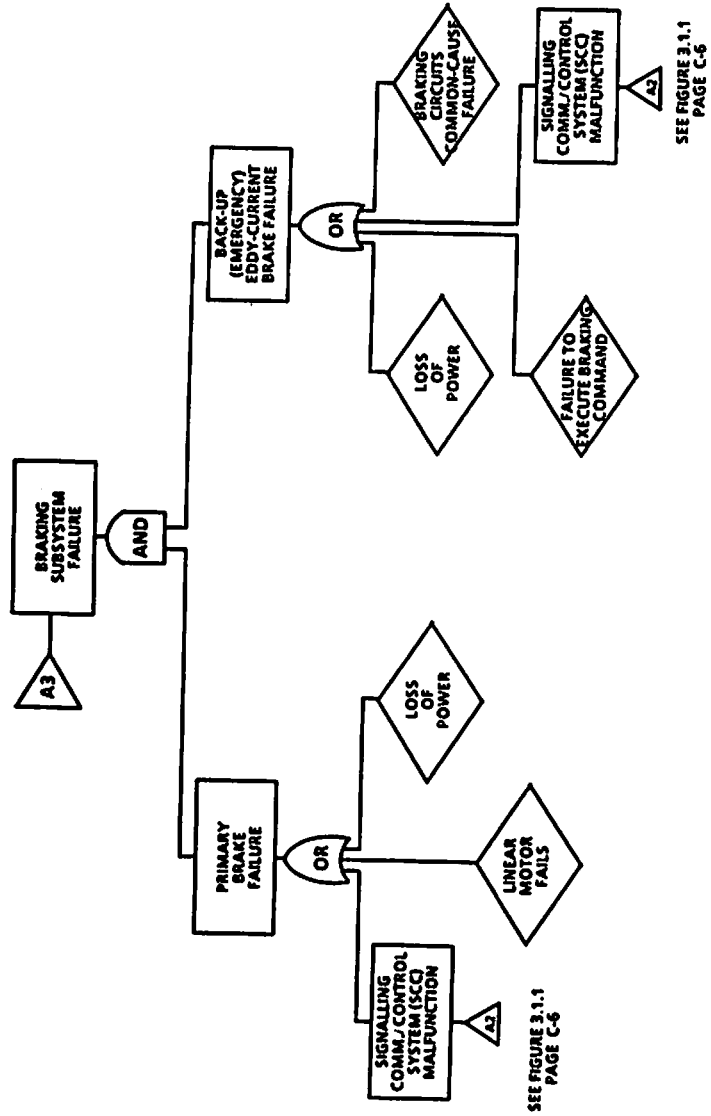 A3
BRAKING
SUBSYSTEM
FAILURE
AND
PRIMARY
BRAKE
FAILURE
OR
SIGNALLING
COMM./CONTROL
SYSTEM (SCC)
MALFUNCTION
A2
SEE FIGURE 3.1.1
PAGE C-6
LINEAR
MOTOR
FAILS
LOSS
OF
POWER
BACK-UP
(EMERGENCY)
EDDY-CURRENT
BRAKE FAILURE
OR
LOSS
OF
POWER
FAILURE TO
EXECUTE BRAKING
COMMAND
SIGNALLING
COMM./CONTROL
SYSTEM (SCC)
MALFUNCTION
A2
SEE FIGURE 3.1.1
PAGE C-6
BRAKING
CIRCUITS
COMMON-CAUSE
FAILURE